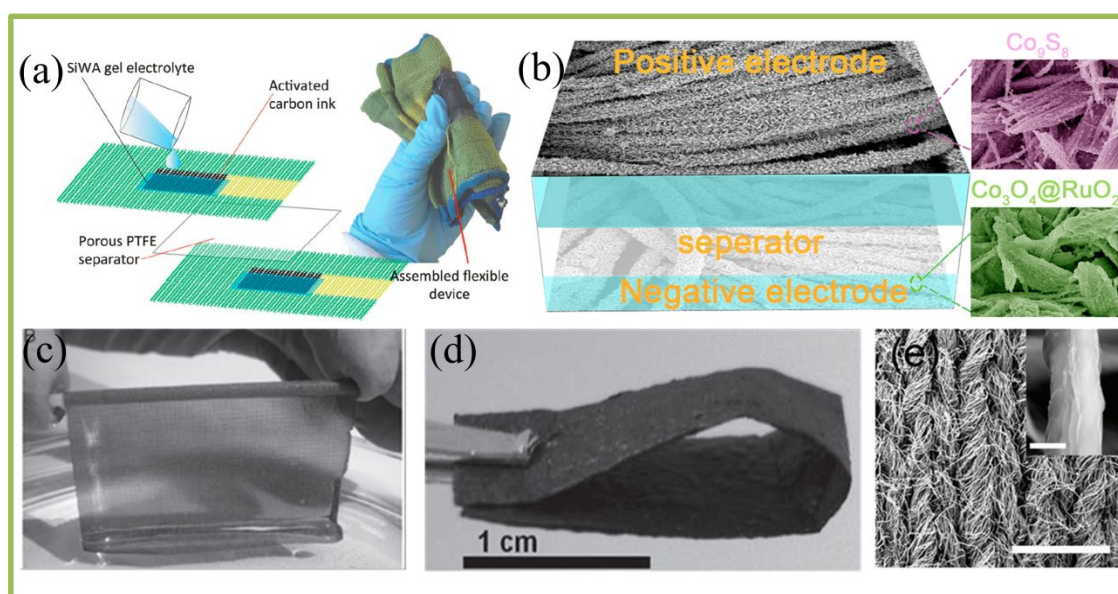 (a)
SiWA gel electrolyte
Activated
carbon ink
Porous PTFE
separator
Assembled flexible
device
(b)
Positive electrode
seperator
Negative electrode
Co₉S₈
Co₃O₄@RuO₂
(c)
(d)
1 cm
(e)